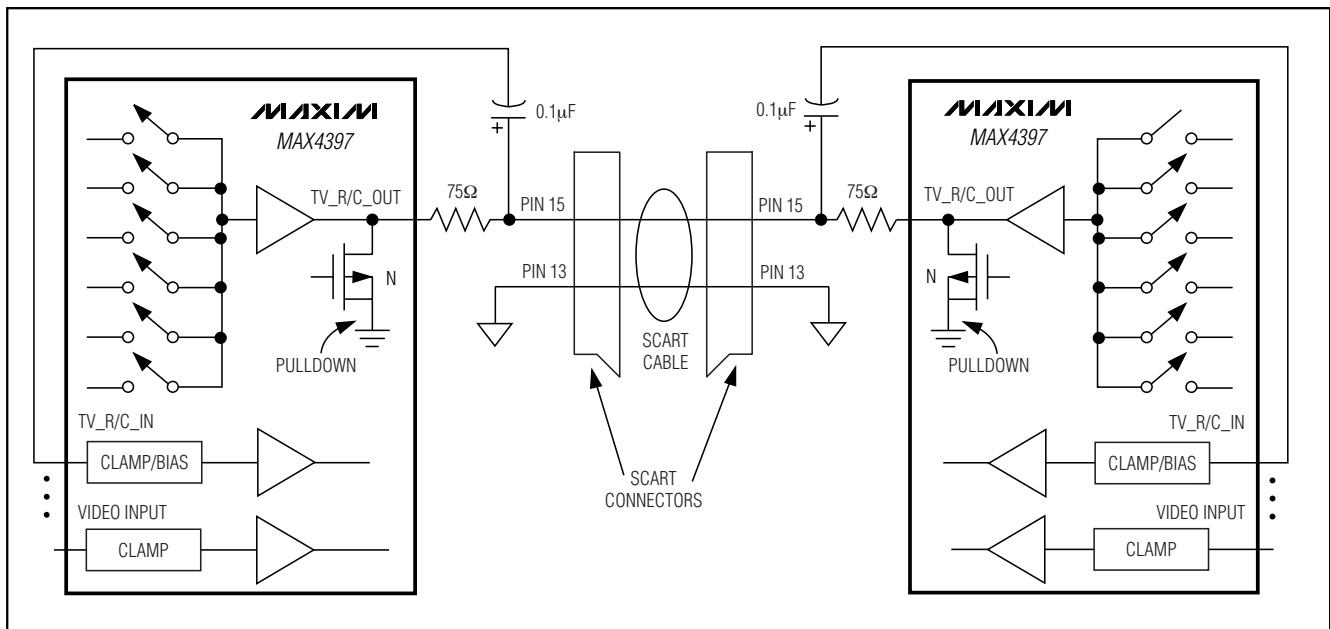 MAXIM
MAX4397
TV_R/C_OUT
N
PULLDOWN
TV_R/C_IN
CLAMP/BIAS
VIDEO INPUT
CLAMP
75Ω
0.1µF
+
PIN 15
PIN 13
SCART
CABLE
SCART
CONNECTORS
0.1µF
+
PIN 15
PIN 13
75Ω
MAXIM
MAX4397
TV_R/C_OUT
N
PULLDOWN
TV_R/C_IN
CLAMP/BIAS
VIDEO INPUT
CLAMP